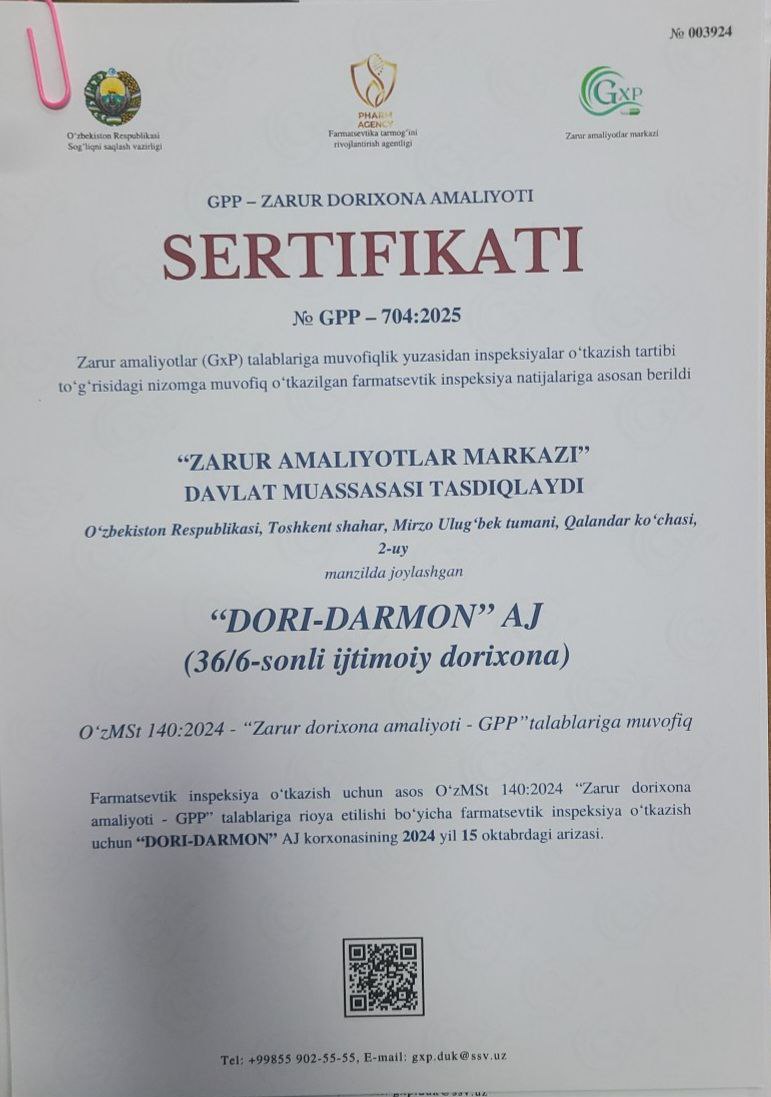 № 003924
O‘zbekiston Respublikasi
Sog‘liqni saqlash vazirligi
PHARM
AGENCY
Farmatsevtika tarmog‘ini
rivojlantirish agentligi
GXP
Zarur amaliyotlar markazi
GPP – ZARUR DORIXONA AMALIYOTI
SERTIFIKATI
№ GPP – 704:2025
Zarur amaliyotlar (GxP) talablariga muvofiqlik yuzasidan inspeksiyalar o‘tkazish tartibi
to‘g‘risidagi nizomga muvofiq o‘tkazilgan farmatsevtik inspeksiya natijalariga asosan berildi
“ZARUR AMALIYOTLAR MARKAZI”
DAVLAT MUASSASASI TASDIQLAYDI
O‘zbekiston Respublikasi, Toshkent shahar, Mirzo Ulug‘bek tumani, Qalandar ko‘chasi,
2-uy
manzilda joylashgan
“DORI-DARMON” AJ
(36/6-sonli ijtimoiy dorixona)
O‘zMSt 140:2024 - “Zarur dorixona amaliyoti - GPP”talablariga muvofiq
Farmatsevtik inspeksiya o‘tkazish uchun asos O‘zMSt 140:2024 “Zarur dorixona
amaliyoti - GPP” talablariga rioya etilishi bo‘yicha farmatsevtik inspeksiya o‘tkazish
uchun “DORI-DARMON” AJ korxonasining 2024 yil 15 oktabrdagi arizasi.
Tel: +99855 902-55-55, E-mail: gxp.duk@ssv.uz